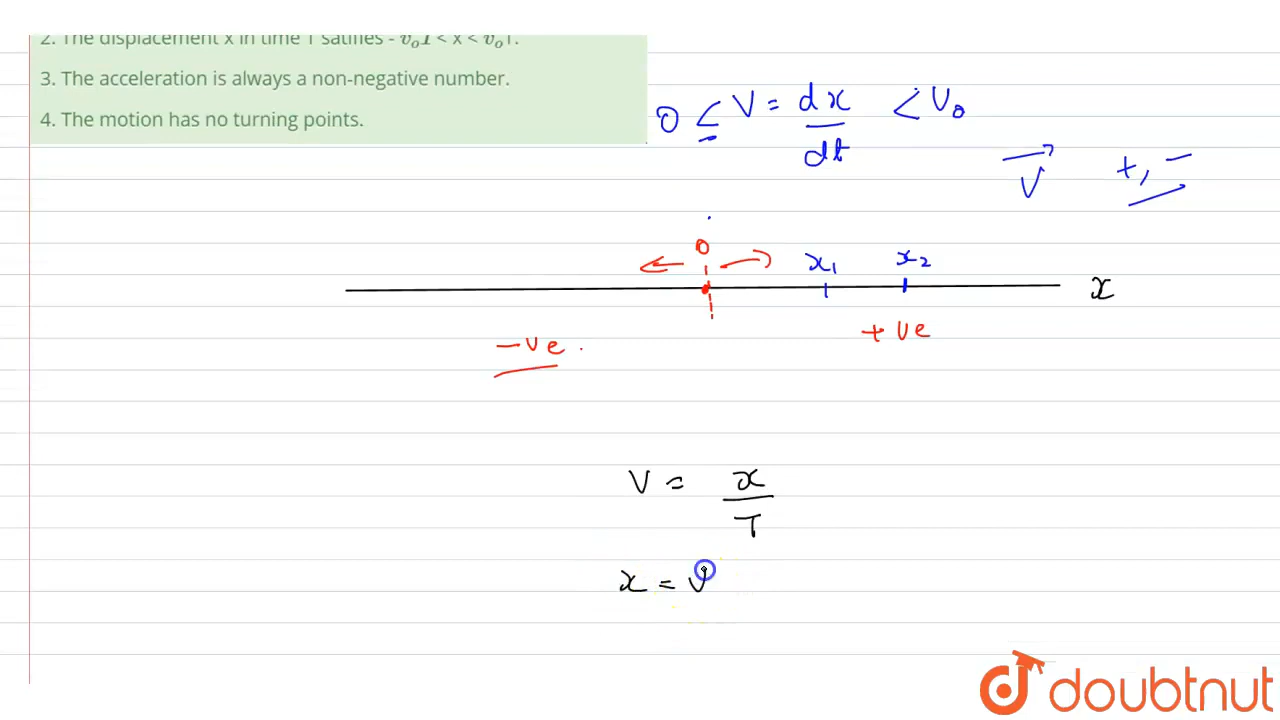 2. The displacement x in time T satifies - v₀T < x < v₀T.
3. The acceleration is always a non-negative number.
4. The motion has no turning points.
0 ≤ V = dx/dt < V₀
V→ +, -
0 x₁ x₂
x
-ve. +ve
V = x/T
x = V
doubtnut